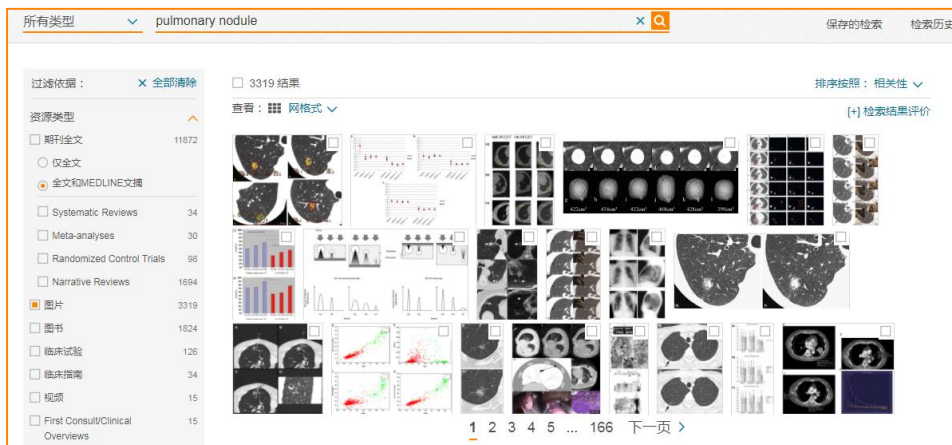 所有类型
pulmonary nodule
保存的检索
检索历史
过滤依据：
× 全部清除
资源类型
期刊全文 11872
仅全文
全文和MEDLINE文摘
Systematic Reviews 34
Meta-analyses 30
Randomized Control Trials 98
Narrative Reviews 1694
图片 3319
图书 1824
临床试验 126
临床指南 34
视频 15
First Consult/Clinical 15
Overviews
3319 结果
排序按照：相关性
查看：网格式
[+] 检索结果评价
422cm³ 434cm³ 422cm³ 446cm³ 428cm³ 399cm³
1 2 3 4 5 ... 166 下一页